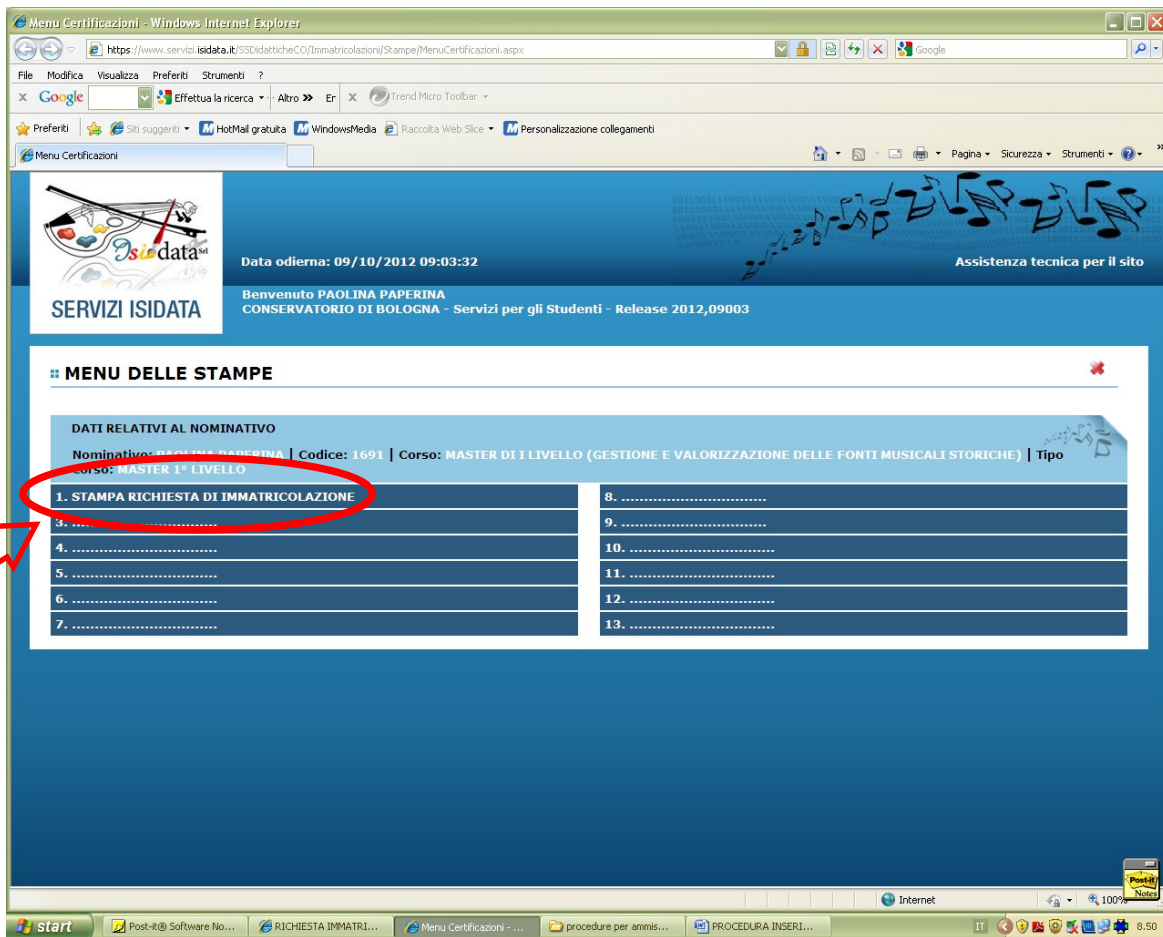 Menu Certificazioni - Windows Internet Explorer
https://www.servizi.isidata.it/SSDidatticheCO/Immatricolazioni/Stampe/MenuCertificazioni.aspx
Google
File Modifica Visualizza Preferiti Strumenti ?
x Google Effettua la ricerca Altro >> Er x Trend Micro Toolbar
Preferiti Siti suggeriti HotMail gratuita WindowsMedia Raccolta Web Slice Personalizzazione collegamenti
Menu Certificazioni Pagina Sicurezza Strumenti
Isidata srl
SERVIZI ISIDATA
Data odierna: 09/10/2012 09:03:32
Assistenza tecnica per il sito
Benvenuto PAOLINA PAPERINA
CONSERVATORIO DI BOLOGNA - Servizi per gli Studenti - Release 2012,09003
MENU DELLE STAMPE
DATI RELATIVI AL NOMINATIVO
Nominativo: PAOLINA PAPERINA | Codice: 1691 | Corso: MASTER DI I LIVELLO (GESTIONE E VALORIZZAZIONE DELLE FONTI MUSICALI STORICHE) | Tipo
corso: MASTER 1° LIVELLO
1. STAMPA RICHIESTA DI IMMATRICOLAZIONE
3. ..............................
4. ..............................
5. ..............................
6. ..............................
7. ..............................
8. ..............................
9. ..............................
10. ..............................
11. ..............................
12. ..............................
13. ..............................
Post-it
Notes
Internet 100%
start Post-it® Software No... RICHIESTA IMMATRI... Menu Certificazioni - ... procedure per ammis... PROCEDURA INSERI... IT 8.50